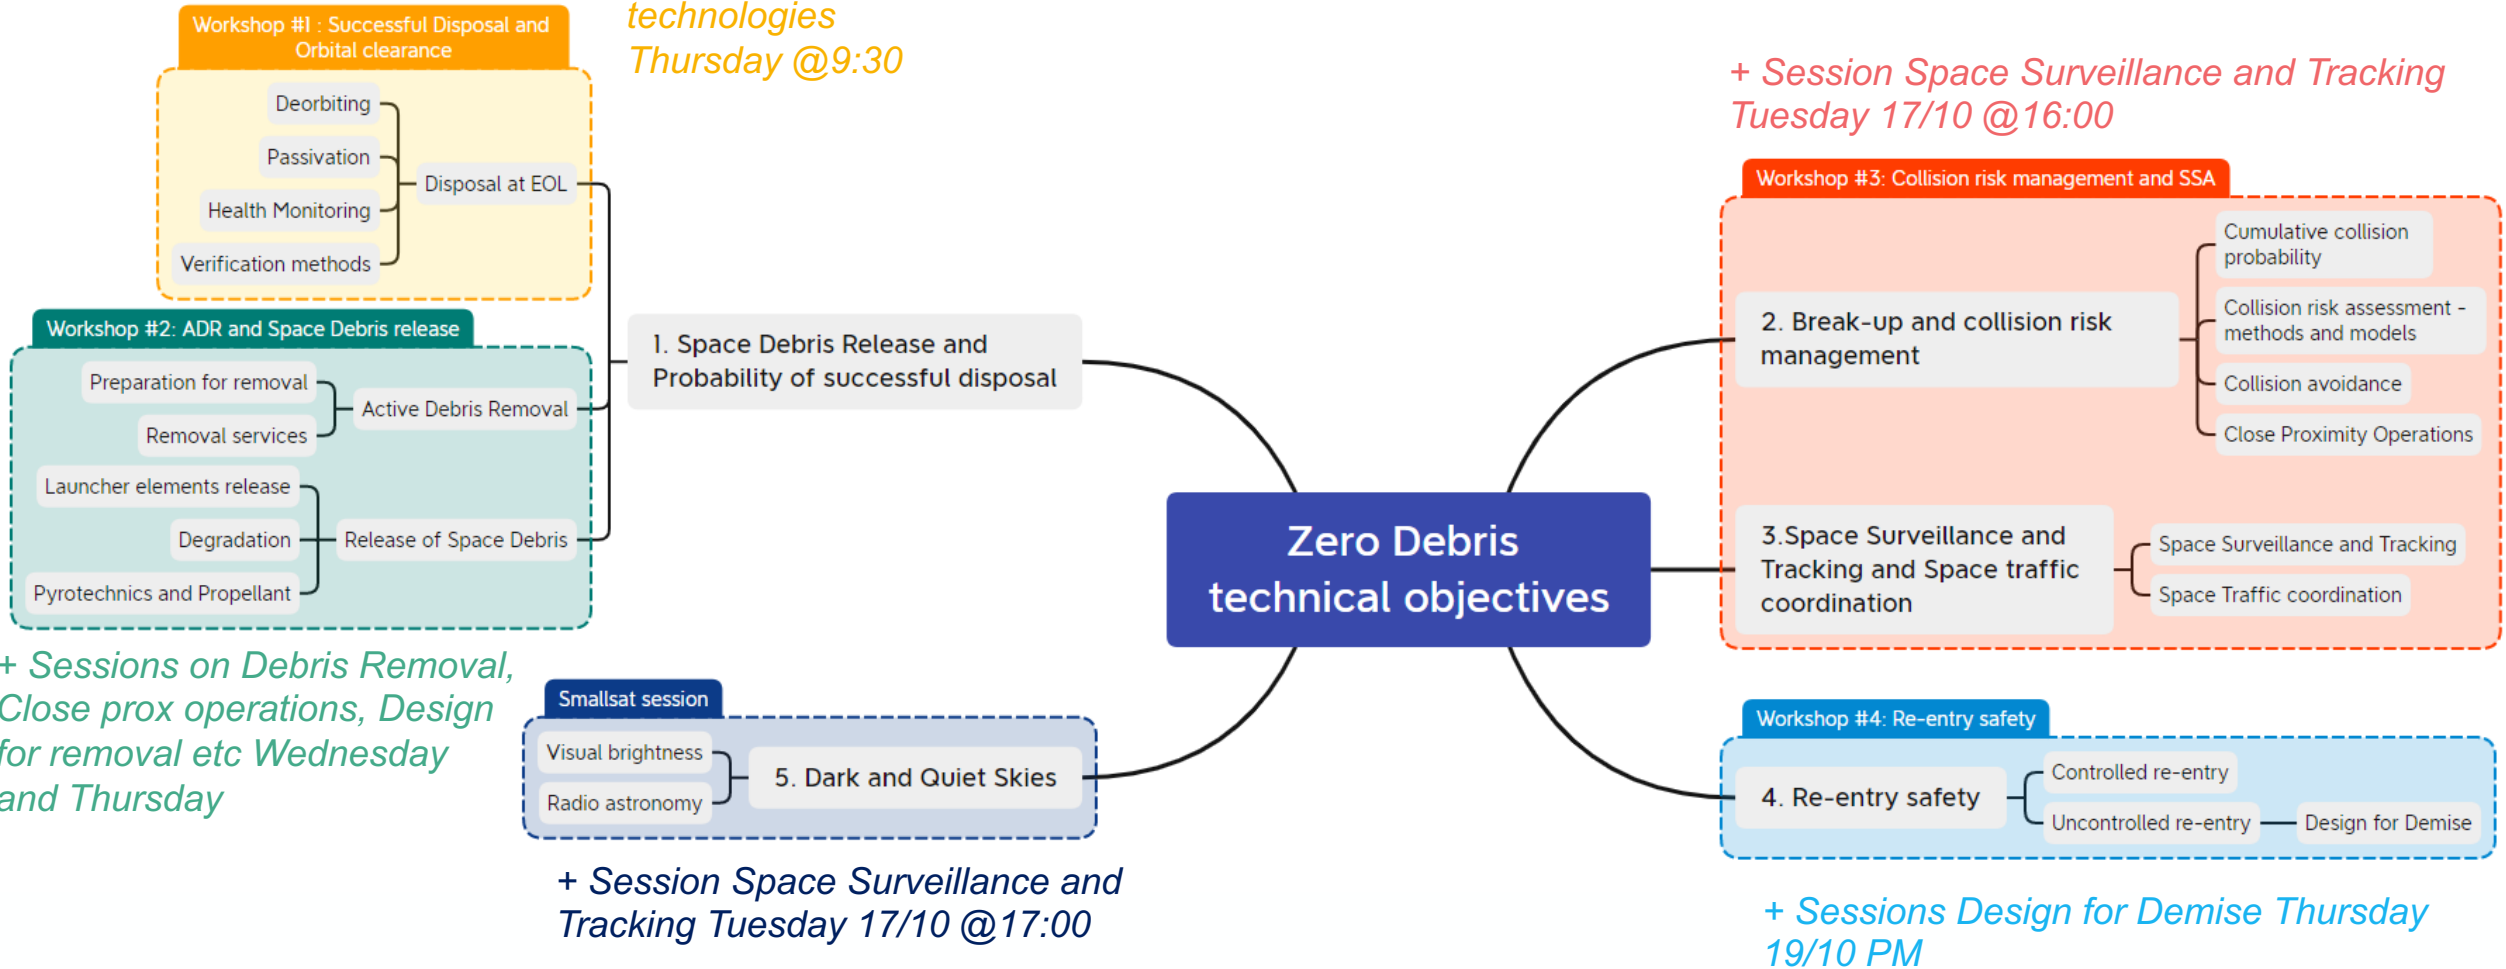 technologies
Thursday @9:30
Workshop #1 : Successful Disposal and
Orbital clearance
Deorbiting
Passivation
Health Monitoring
Verification methods
Disposal at EOL
Workshop #2: ADR and Space Debris release
Preparation for removal
Removal services
Active Debris Removal
Launcher elements release
Degradation
Pyrotechnics and Propellant
Release of Space Debris
+ Sessions on Debris Removal,
Close prox operations, Design
for removal etc Wednesday
and Thursday
1. Space Debris Release and
Probability of successful disposal
Zero Debris
technical objectives
+ Session Space Surveillance and Tracking
Tuesday 17/10 @16:00
Workshop #3: Collision risk management and SSA
2. Break-up and collision risk
management
Cumulative collision
probability
Collision risk assessment -
methods and models
Collision avoidance
Close Proximity Operations
3.Space Surveillance and
Tracking and Space traffic
coordination
Space Surveillance and Tracking
Space Traffic coordination
Workshop #4: Re-entry safety
4. Re-entry safety
Controlled re-entry
Uncontrolled re-entry
Design for Demise
+ Sessions Design for Demise Thursday
19/10 PM
Smallsat session
Visual brightness
Radio astronomy
5. Dark and Quiet Skies
+ Session Space Surveillance and
Tracking Tuesday 17/10 @17:00